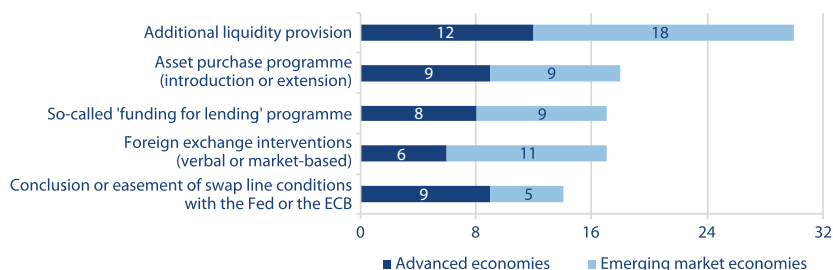 Additional liquidity provision
12 18
Asset purchase programme
(introduction or extension)
9 9
So-called 'funding for lending' programme
8 9
Foreign exchange interventions
(verbal or market-based)
6 11
Conclusion or easement of swap line conditions
with the Fed or the ECB
9 5
0 8 16 24 32
Advanced economies Emerging market economies